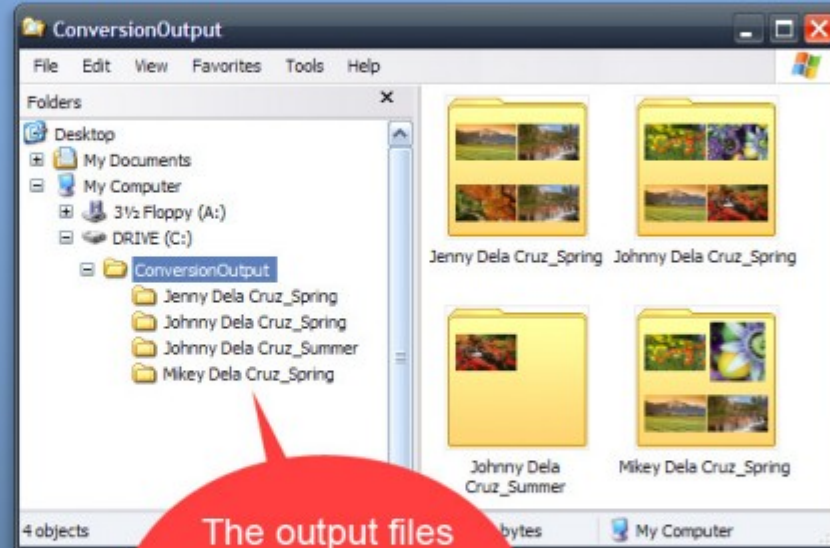 ConversionOutput
File Edit View Favorites Tools Help
Folders x
Desktop
My Documents
My Computer
3½ Floppy (A:)
DRIVE (C:)
ConversionOutput
Jenny Dela Cruz_Spring
Johnny Dela Cruz_Spring
Johnny Dela Cruz_Summer
Mikey Dela Cruz_Spring
Jenny Dela Cruz_Spring Johnny Dela Cruz_Spring
Johnny Dela
Cruz_Summer
Mikey Dela Cruz_Spring
4 objects bytes My Computer
The output files